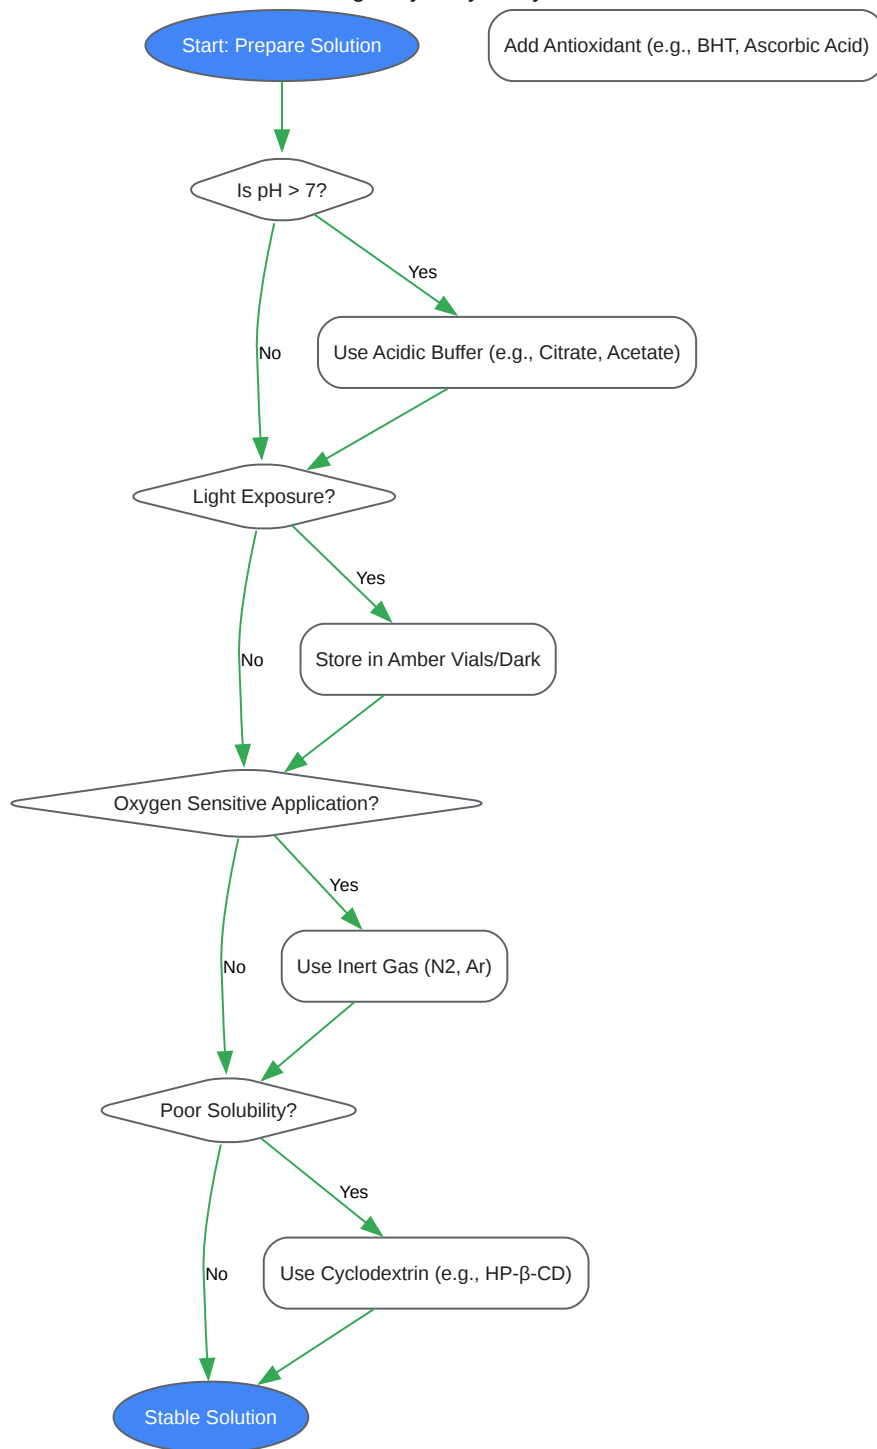 Start: Prepare Solution
Add Antioxidant (e.g., BHT, Ascorbic Acid)
Is pH > 7?
Yes
Use Acidic Buffer (e.g., Citrate, Acetate)
No
Light Exposure?
Yes
Store in Amber Vials/Dark
No
Oxygen Sensitive Application?
Yes
Use Inert Gas (N2, Ar)
No
Poor Solubility?
Yes
Use Cyclodextrin (e.g., HP-β-CD)
No
Stable Solution